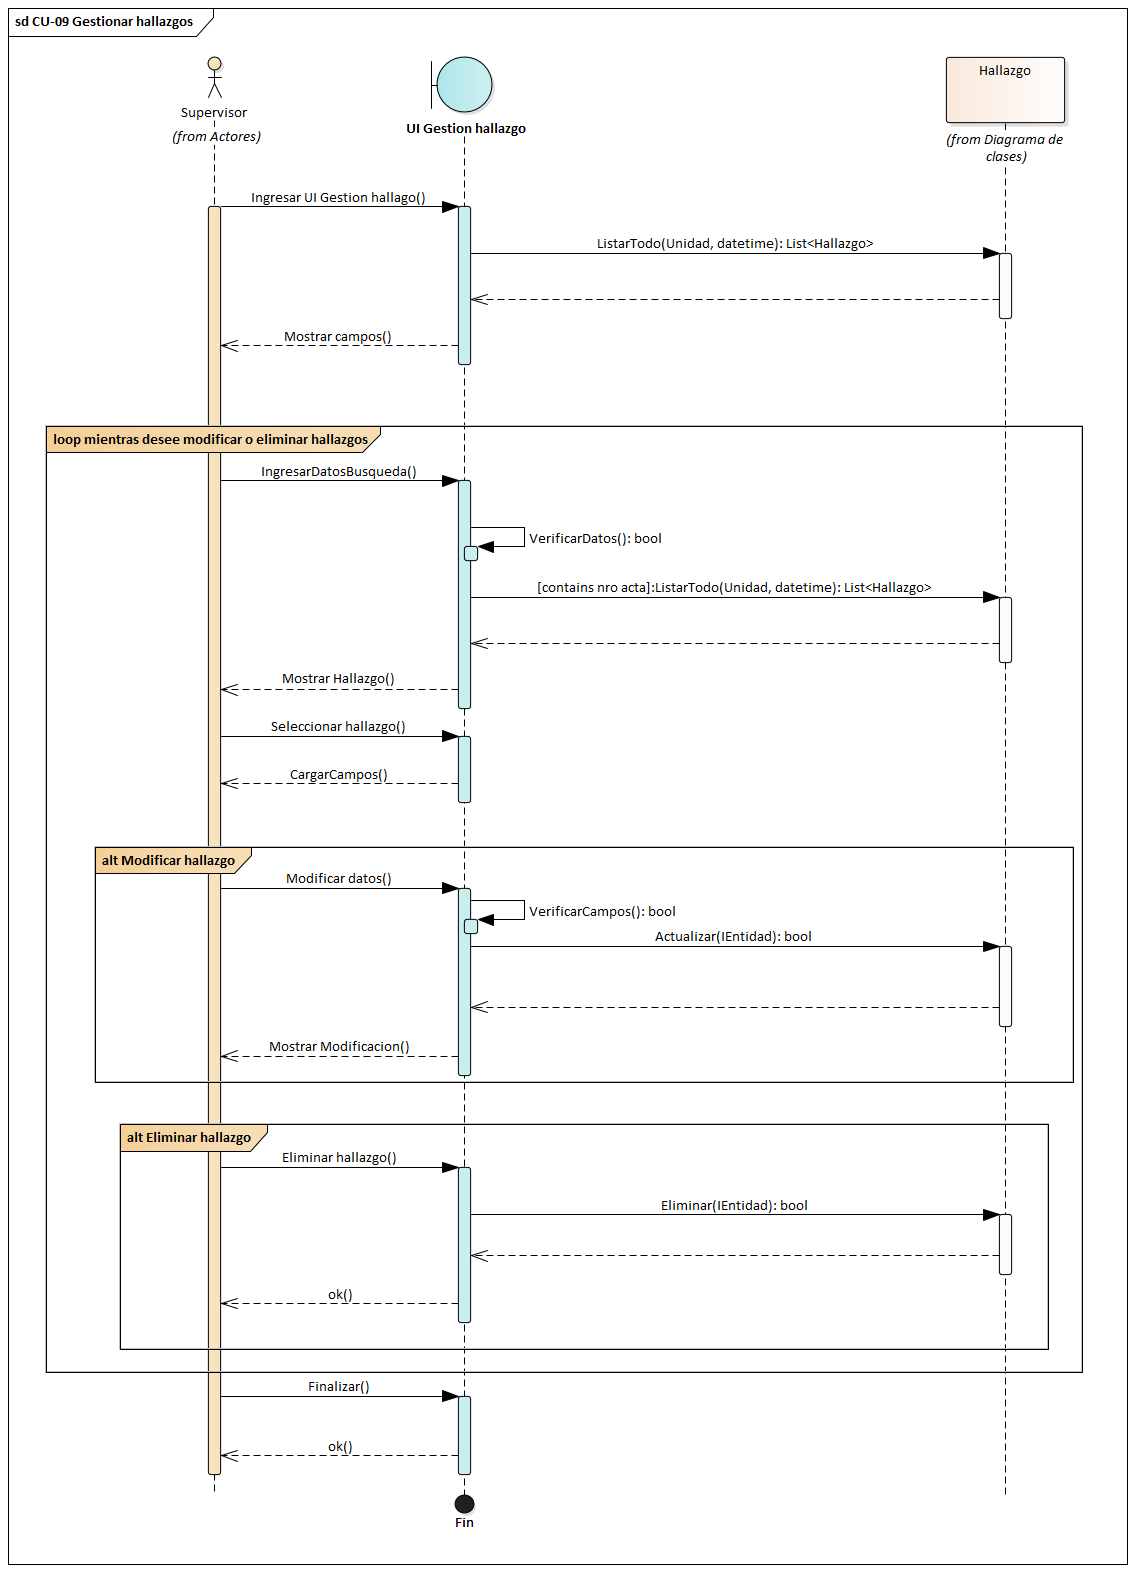 sd CU-09 Gestionar hallazgos
Supervisor
(from Actores)
UI Gestion hallazgo
Hallazgo
(from Diagrama de
clases)
Ingresar UI Gestion hallago()
ListarTodo(Unidad, datetime): List<Hallazgo>
Mostrar campos()
loop mientras desee modificar o eliminar hallazgos
IngresarDatosBusqueda()
VerificarDatos(): bool
[contains nro acta]:ListarTodo(Unidad, datetime): List<Hallazgo>
Mostrar Hallazgo()
Seleccionar hallazgo()
CargarCampos()
alt Modificar hallazgo
Modificar datos()
VerificarCampos(): bool
Actualizar(IEntidad): bool
Mostrar Modificacion()
alt Eliminar hallazgo
Eliminar hallazgo()
Eliminar(IEntidad): bool
ok()
Finalizar()
ok()
Fin